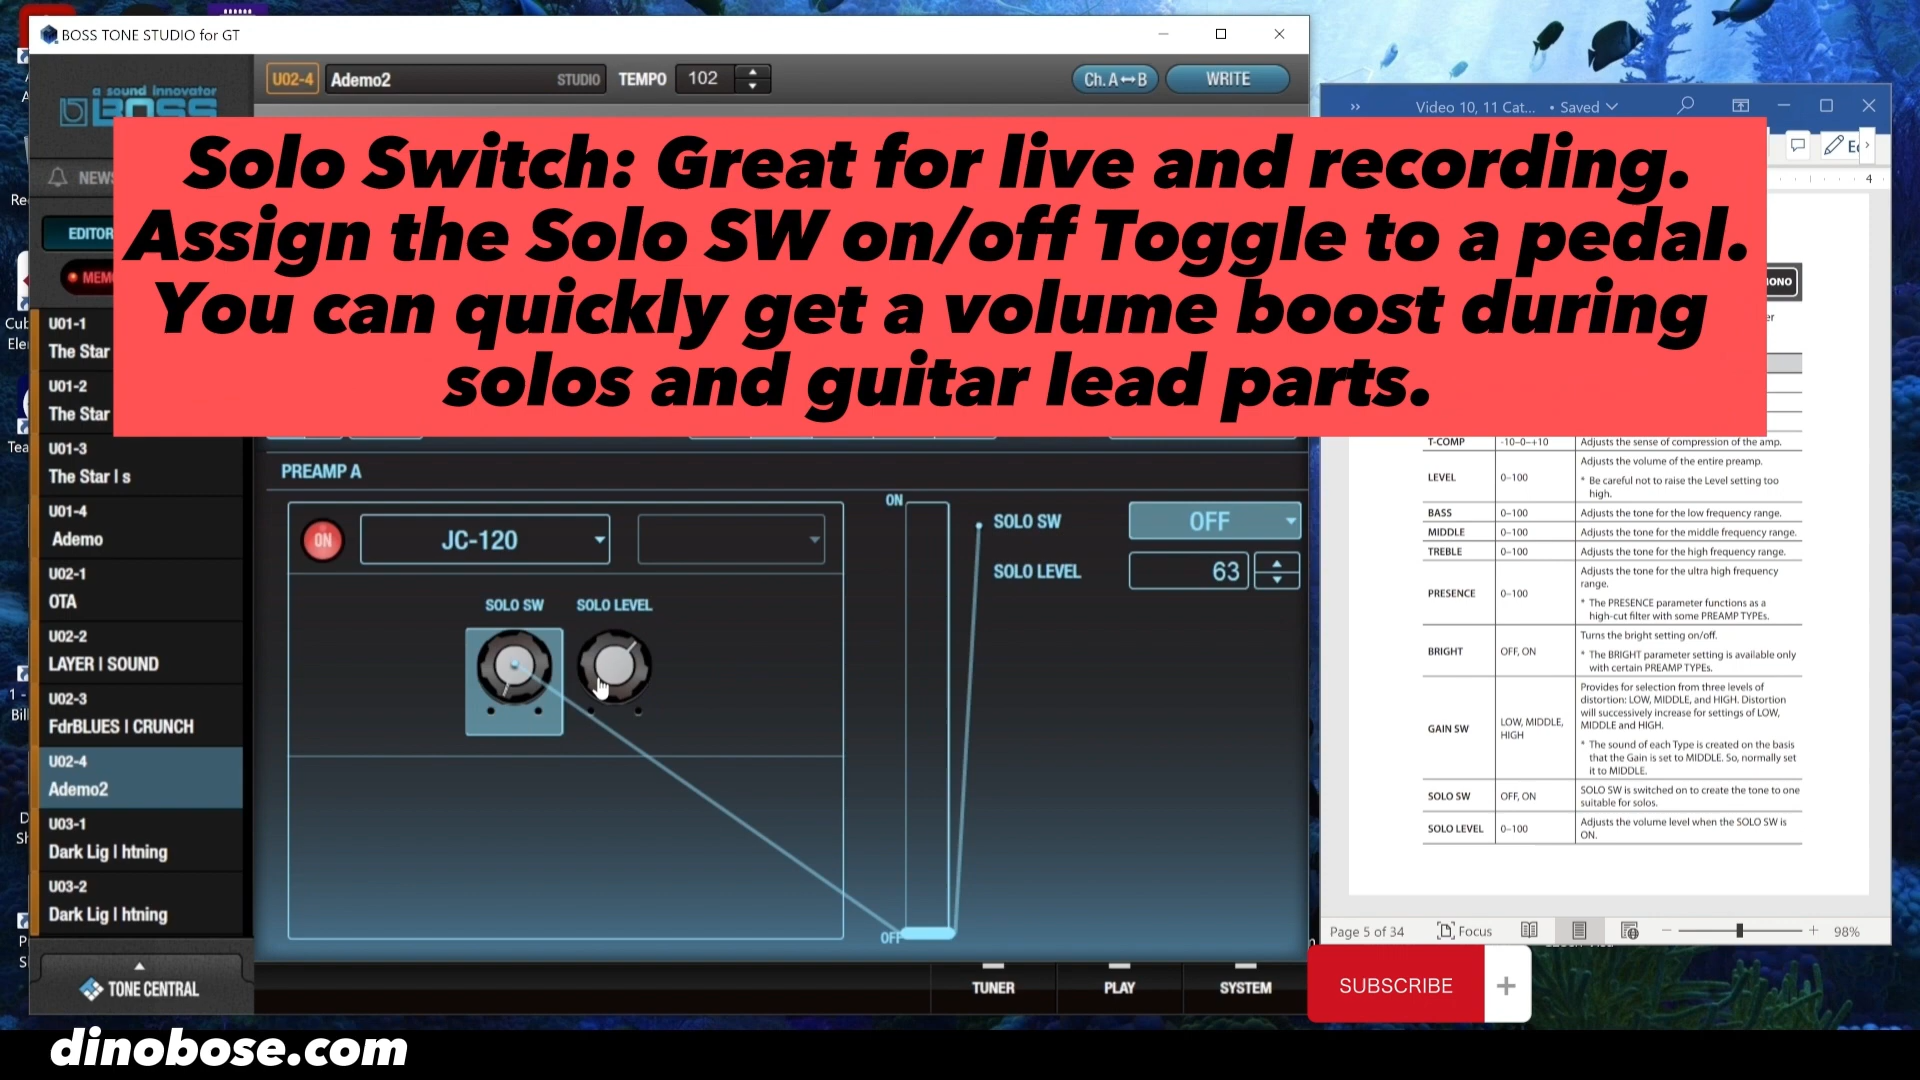 BOSS TONE STUDIO for GT
a sound innovator
BOSS
U02-4
Ademo2
STUDIO
TEMPO
102
Ch. A↔B
WRITE
Video 10, 11 Cat... • Saved
4
Solo Switch: Great for live and recording.
Assign the Solo SW on/off Toggle to a pedal.
You can quickly get a volume boost during
solos and guitar lead parts.
NEWS
EDITOR
U01-1
The Star
U01-2
The Star
U01-3
The Star l s
U01-4
Ademo
U02-1
OTA
U02-2
LAYER l SOUND
U02-3
FdrBLUES l CRUNCH
U02-4
Ademo2
U03-1
Dark Lig l htning
U03-2
Dark Lig l htning
TONE CENTRAL
PREAMP A
ON
JC-120
SOLO SW
SOLO LEVEL
ON
OFF
SOLO SW
OFF
SOLO LEVEL
63
TUNER
PLAY
SYSTEM
T-COMP -10–0–+10 Adjusts the sense of compression of the amp.
LEVEL 0–100 Adjusts the volume of the entire preamp.
* Be careful not to raise the Level setting too
high.
BASS 0–100 Adjusts the tone for the low frequency range.
MIDDLE 0–100 Adjusts the tone for the middle frequency range.
TREBLE 0–100 Adjusts the tone for the high frequency range.
PRESENCE 0–100 Adjusts the tone for the ultra high frequency
range.
* The PRESENCE parameter functions as a
high-cut filter with some PREAMP TYPEs.
BRIGHT OFF, ON Turns the bright setting on/off.
* The BRIGHT parameter setting is available only
with certain PREAMP TYPEs.
GAIN SW LOW, MIDDLE, HIGH Provides for selection from three levels of
distortion: LOW, MIDDLE, and HIGH. Distortion
will successively increase for settings of LOW,
MIDDLE and HIGH.
* The sound of each Type is created on the basis
that the Gain is set to MIDDLE. So, normally set
it to MIDDLE.
SOLO SW OFF, ON SOLO SW is switched on to create the tone to one
suitable for solos.
SOLO LEVEL 0–100 Adjusts the volume level when the SOLO SW is
ON.
Page 5 of 34
Focus
98%
SUBSCRIBE
+
dinobose.com